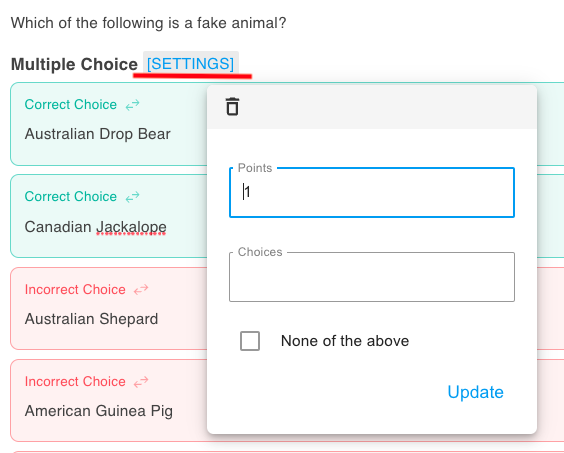 Which of the following is a fake animal?
Multiple Choice [SETTINGS]
Correct Choice
Australian Drop Bear
Correct Choice
Canadian Jackalope
Incorrect Choice
Australian Shepard
Incorrect Choice
American Guinea Pig
Points
1
Choices
None of the above
Update